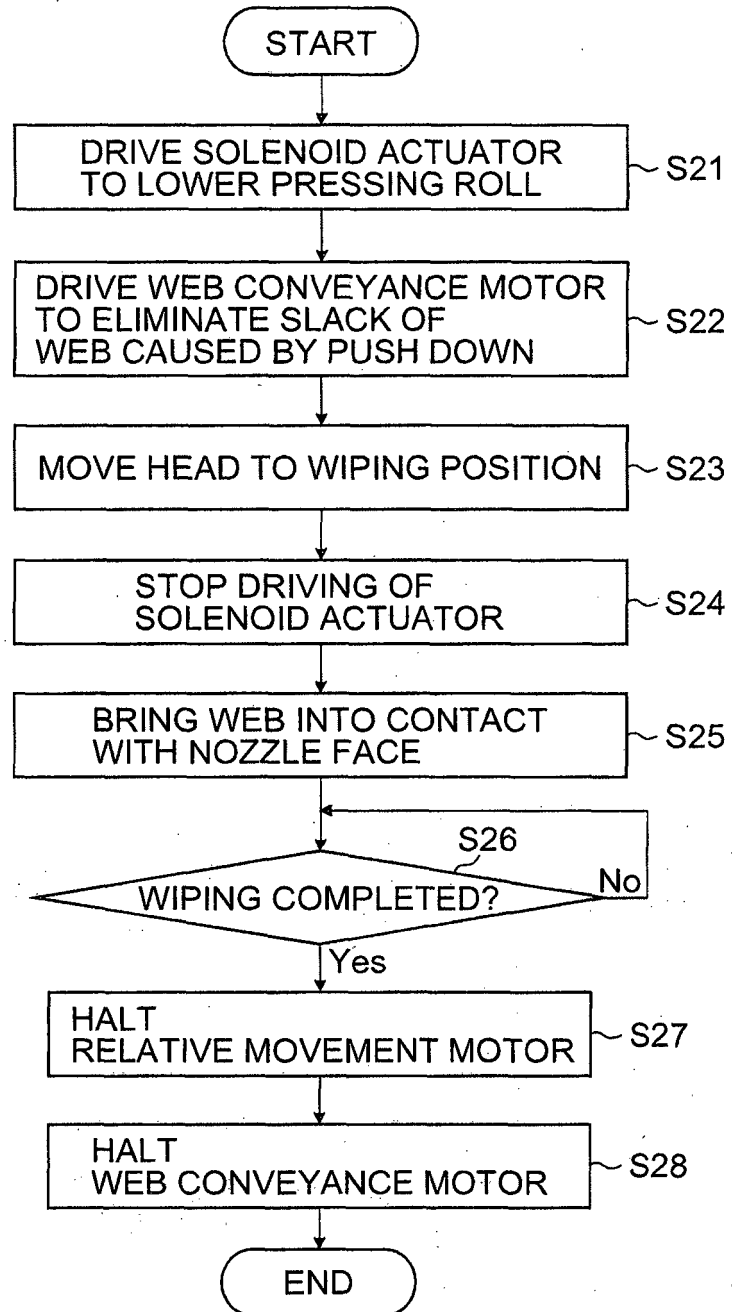 START
DRIVE SOLENOID ACTUATOR
TO LOWER PRESSING ROLL
S21
DRIVE WEB CONVEYANCE MOTOR
TO ELIMINATE SLACK OF
WEB CAUSED BY PUSH DOWN
S22
MOVE HEAD TO WIPING POSITION
S23
STOP DRIVING OF
SOLENOID ACTUATOR
S24
BRING WEB INTO CONTACT
WITH NOZZLE FACE
S25
S26
WIPING COMPLETED?
No
Yes
HALT
RELATIVE MOVEMENT MOTOR
S27
HALT
WEB CONVEYANCE MOTOR
S28
END